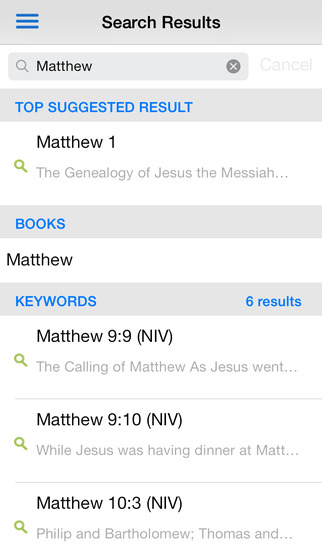 Search Results
Matthew
Cancel
TOP SUGGESTED RESULT
Matthew 1
The Genealogy of Jesus the Messiah…
BOOKS
Matthew
KEYWORDS 6 results
Matthew 9:9 (NIV)
The Calling of Matthew As Jesus went…
Matthew 9:10 (NIV)
While Jesus was having dinner at Matt…
Matthew 10:3 (NIV)
Philip and Bartholomew; Thomas and…